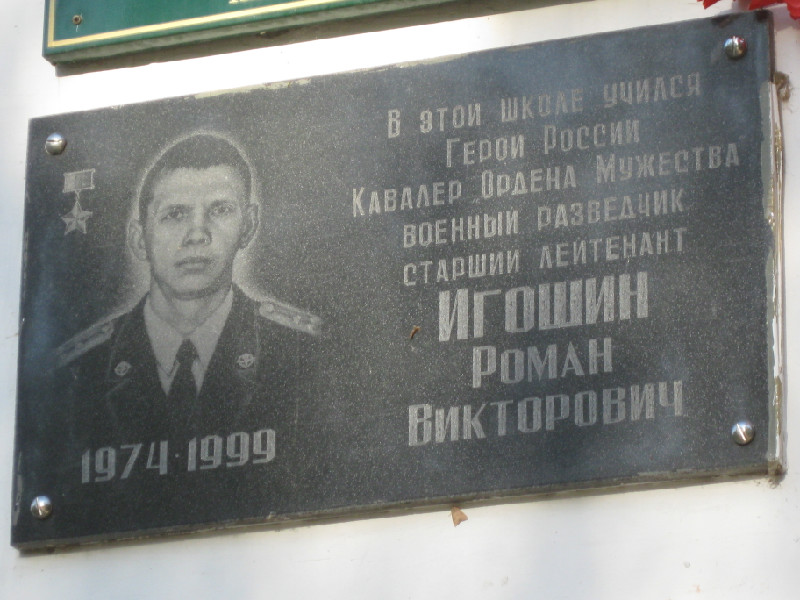 В этой школе учился
Герой России
Кавалер Ордена Мужества
военный разведчик
старший лейтенант
Игошин
Роман
Викторович
1974 · 1999